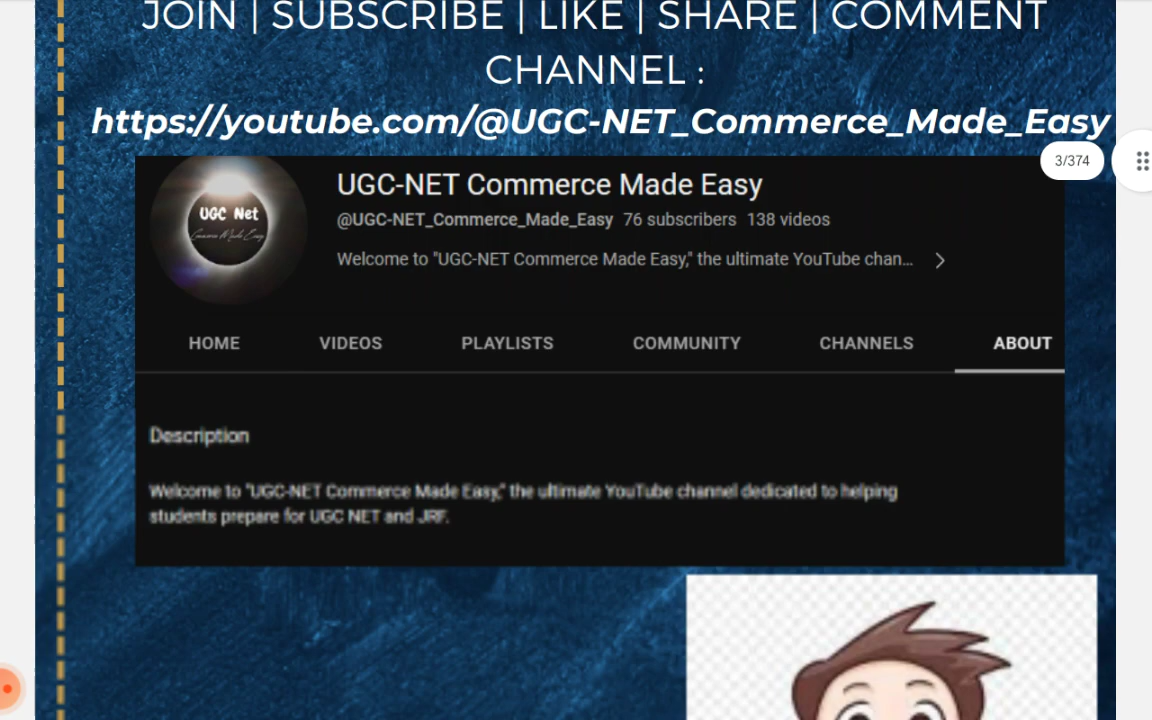 JOIN | SUBSCRIBE | LIKE | SHARE | COMMENT
CHANNEL :
https://youtube.com/@UGC-NET_Commerce_Made_Easy
3/374
UGC Net
Commerce Made Easy
UGC-NET Commerce Made Easy
@UGC-NET_Commerce_Made_Easy 76 subscribers 138 videos
Welcome to "UGC-NET Commerce Made Easy," the ultimate YouTube chan...
HOME VIDEOS PLAYLISTS COMMUNITY CHANNELS ABOUT
Description
Welcome to "UGC-NET Commerce Made Easy," the ultimate YouTube channel dedicated to helping
students prepare for UGC NET and JRF.